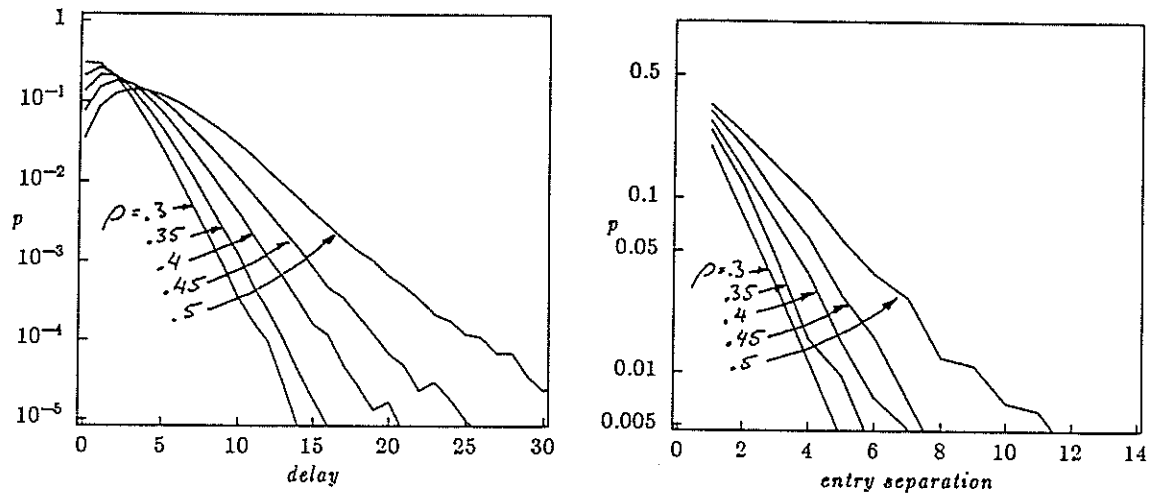 1
10⁻¹
10⁻²
p
10⁻³
10⁻⁴
10⁻⁵
ρ=.3
.35
.4
.45
.5
0 5 10 15 20 25 30
delay
0.5
0.1
p
0.05
0.01
0.005
ρ=.3
.35
.4
.45
.5
0 2 4 6 8 10 12 14
entry separation